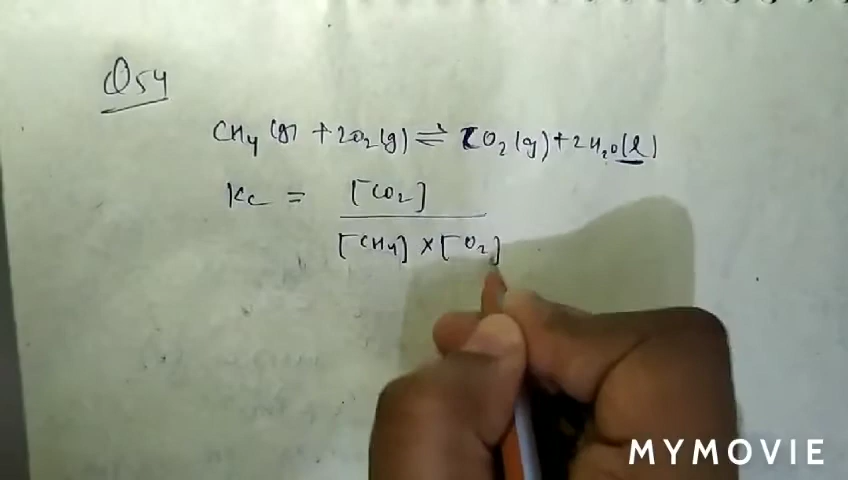 Q54
CH4 (g) + 2O2 (g) ⇌ CO2 (g) + 2H2O (l)
Kc = [CO2] / [CH4] × [O2]
MYMOVIE